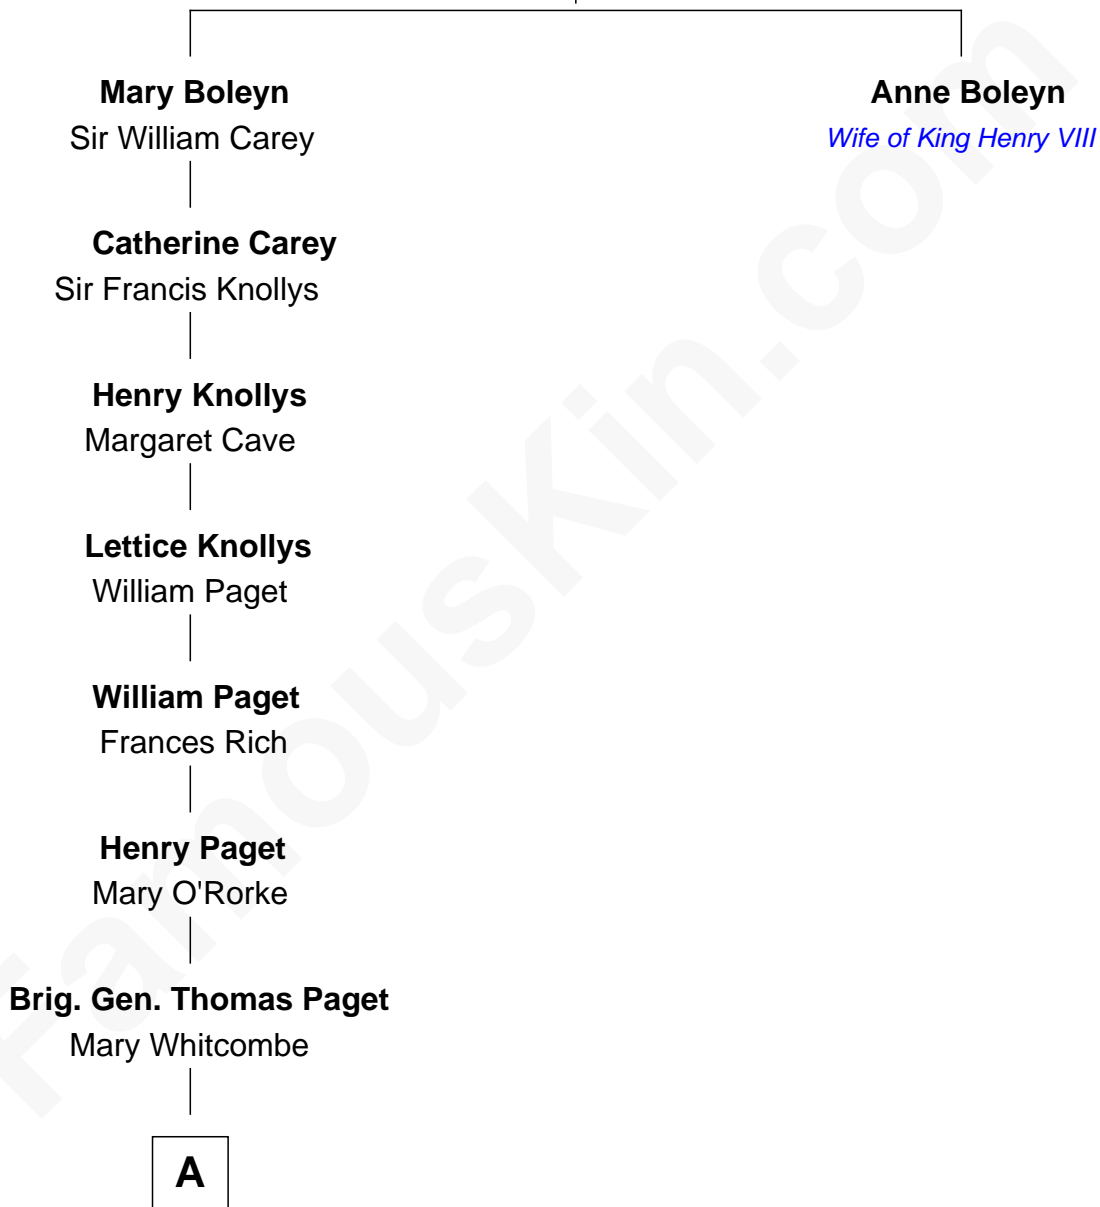 Mary Boleyn
Sir William Carey
Anne Boleyn
Wife of King Henry VIII
Catherine Carey
Sir Francis Knollys
Henry Knollys
Margaret Cave
Lettice Knollys
William Paget
William Paget
Frances Rich
Henry Paget
Mary O'Rorke
Brig. Gen. Thomas Paget
Mary Whitcombe
A
FamousKin.com